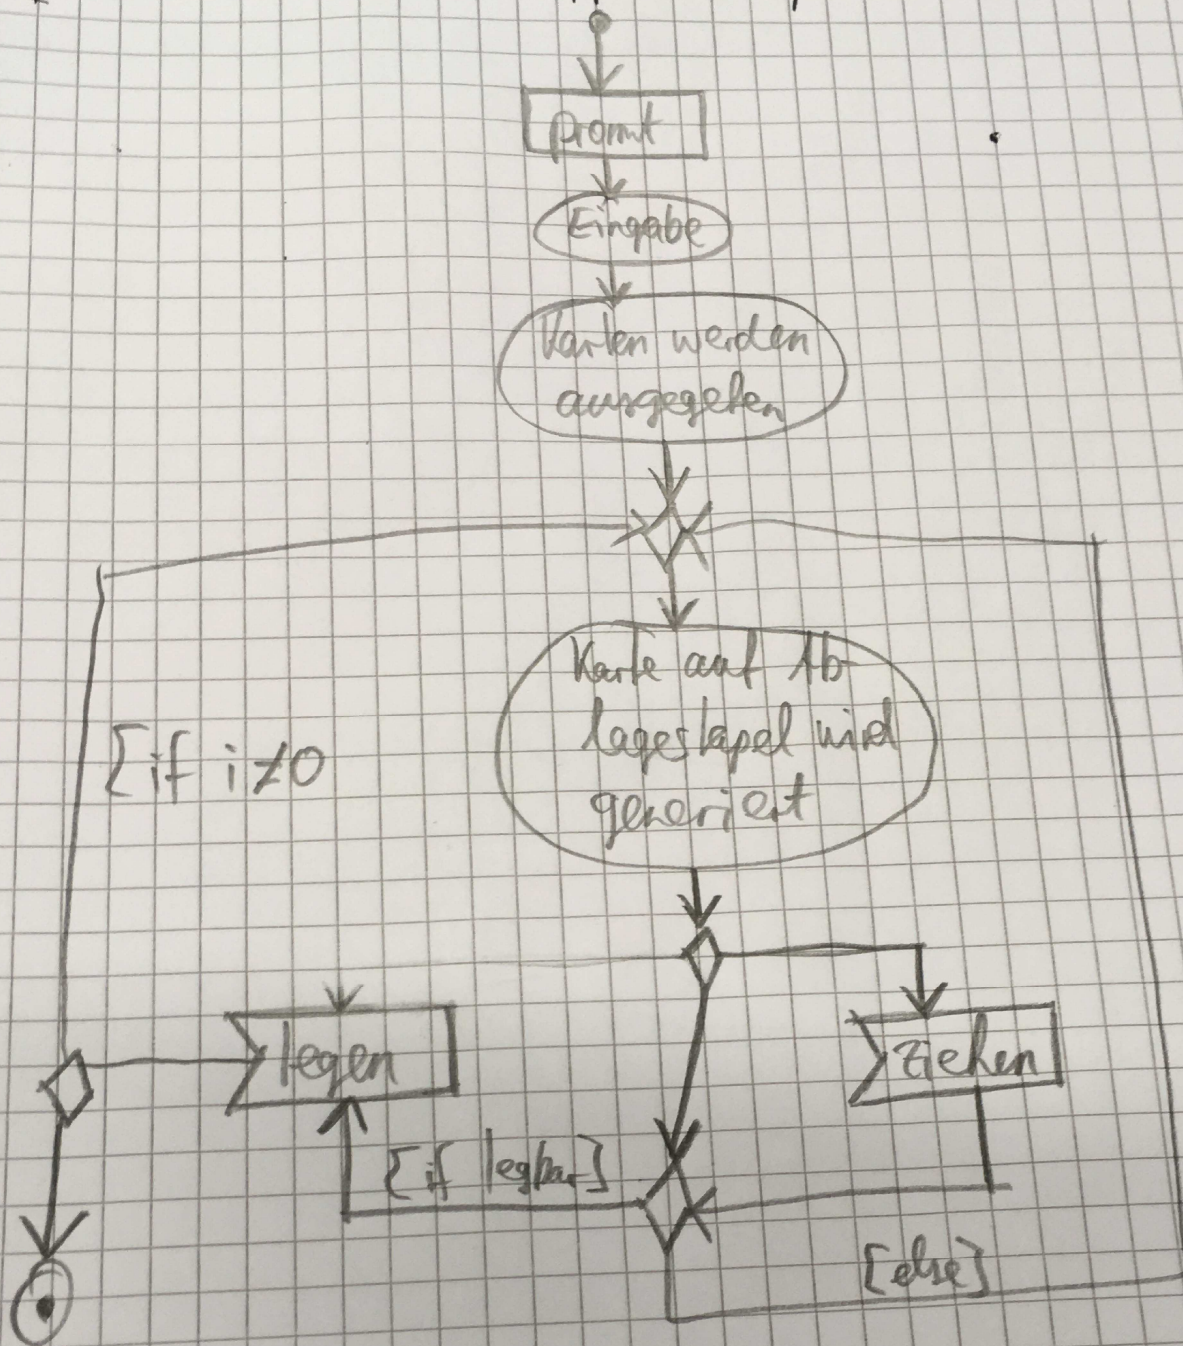 promt
Eingabe
Karten werden
ausgegeben
Karte auf Ab-
lagestapel wird
generiert
[if i≠0
legen
ziehen
[if legbar]
[else]